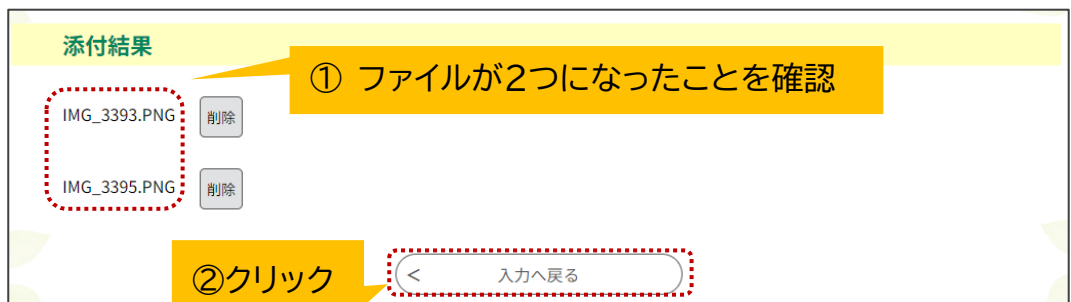 添付結果
① ファイルが2つになったことを確認
IMG_3393.PNG 削除
IMG_3395.PNG 削除
②クリック
< 入力へ戻る